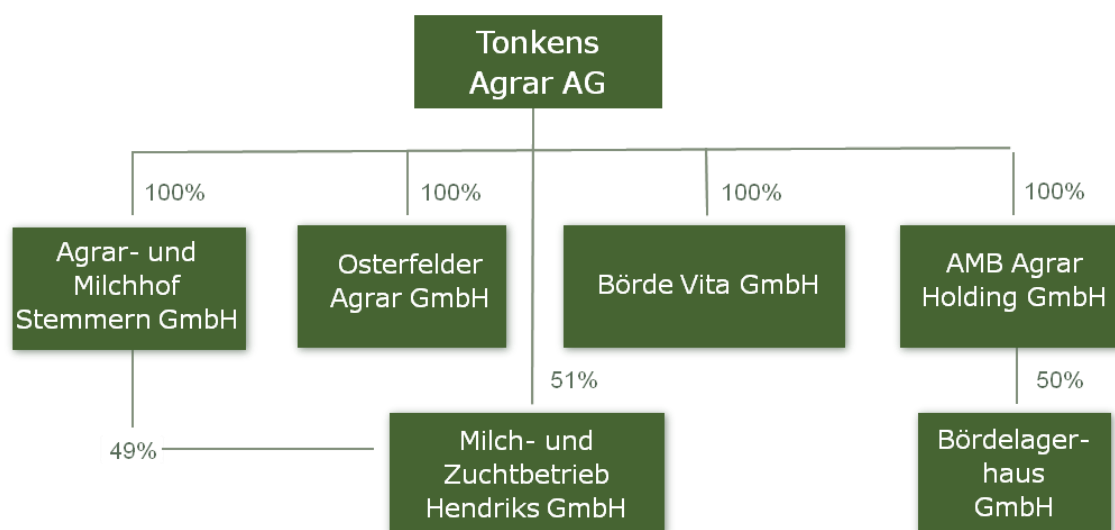 Tonkens
Agrar AG
100%
100%
100%
100%
Agrar- und
Milchhof
Stemmern GmbH
Osterfelder
Agrar GmbH
Börde Vita GmbH
AMB Agrar
Holding GmbH
51%
50%
49%
Milch- und
Zuchtbetrieb
Hendriks GmbH
Bördelager-
haus
GmbH